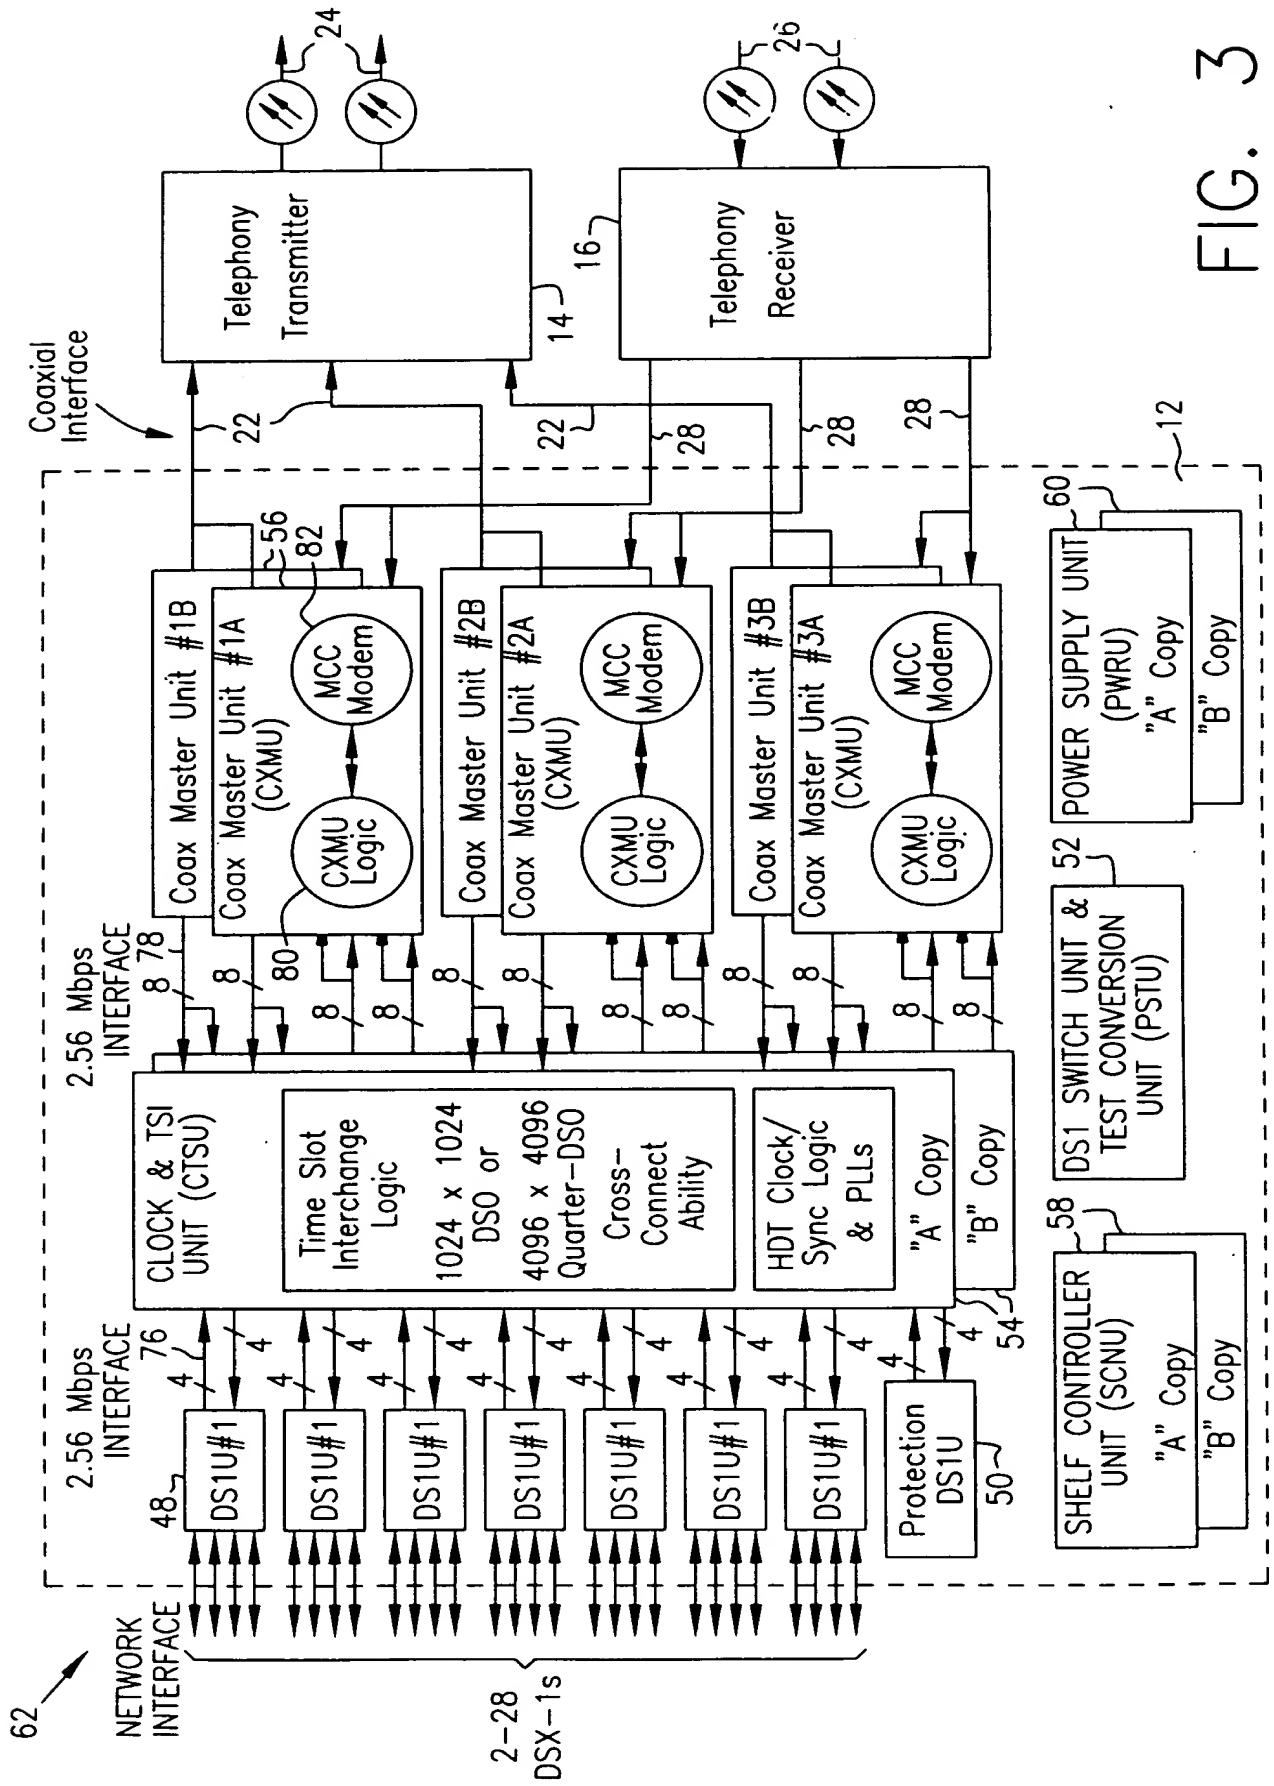 62
NETWORK
INTERFACE
2-28
DSX-1s
2.56 Mbps
INTERFACE
48
76
DS1U#1
4
4
DS1U#1
4
4
DS1U#1
4
4
DS1U#1
4
4
DS1U#1
4
4
DS1U#1
4
4
DS1U#1
4
4
Protection
DS1U
50
4
4
CLOCK & TSI
UNIT (CTSU)
Time Slot
Interchange
Logic
1024 x 1024
DSO or
4096 x 4096
Quarter-DSO
Cross-
Connect
Ability
HDT Clock/
Sync Logic
& PLLs
"A" Copy
"B" Copy
54
2.56 Mbps
INTERFACE
78
8
8
8
8
8
8
8
8
8
8
8
8
Coax Master Unit #1B
Coax Master Unit #1A
(CXMU)
CXMU
Logic
MCC
Modem
80
82
56
Coax Master Unit #2B
Coax Master Unit #2A
(CXMU)
CXMU
Logic
MCC
Modem
Coax Master Unit #3B
Coax Master Unit #3A
(CXMU)
CXMU
Logic
MCC
Modem
Coaxial
Interface
22
22
28
28
28
Telephony
Transmitter
14
24
16
Telephony
Receiver
26
SHELF CONTROLLER
UNIT (SCNU)
"A" Copy
"B" Copy
58
DS1 SWITCH UNIT &
TEST CONVERSION
UNIT (PSTU)
52
POWER SUPPLY UNIT
(PWRU)
"A" Copy
"B" Copy
60
12
FIG. 3